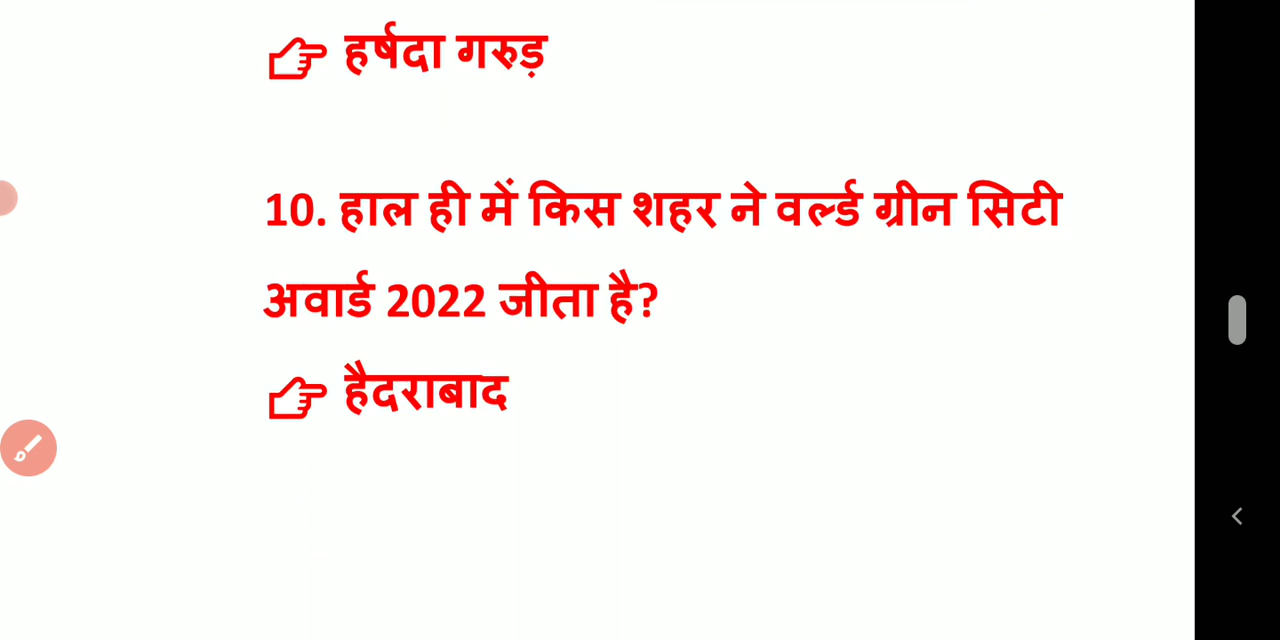 👉 हर्षदा गरुड़
10. हाल ही में किस शहर ने वर्ल्ड ग्रीन सिटी
अवार्ड 2022 जीता है?
👉 हैदराबाद